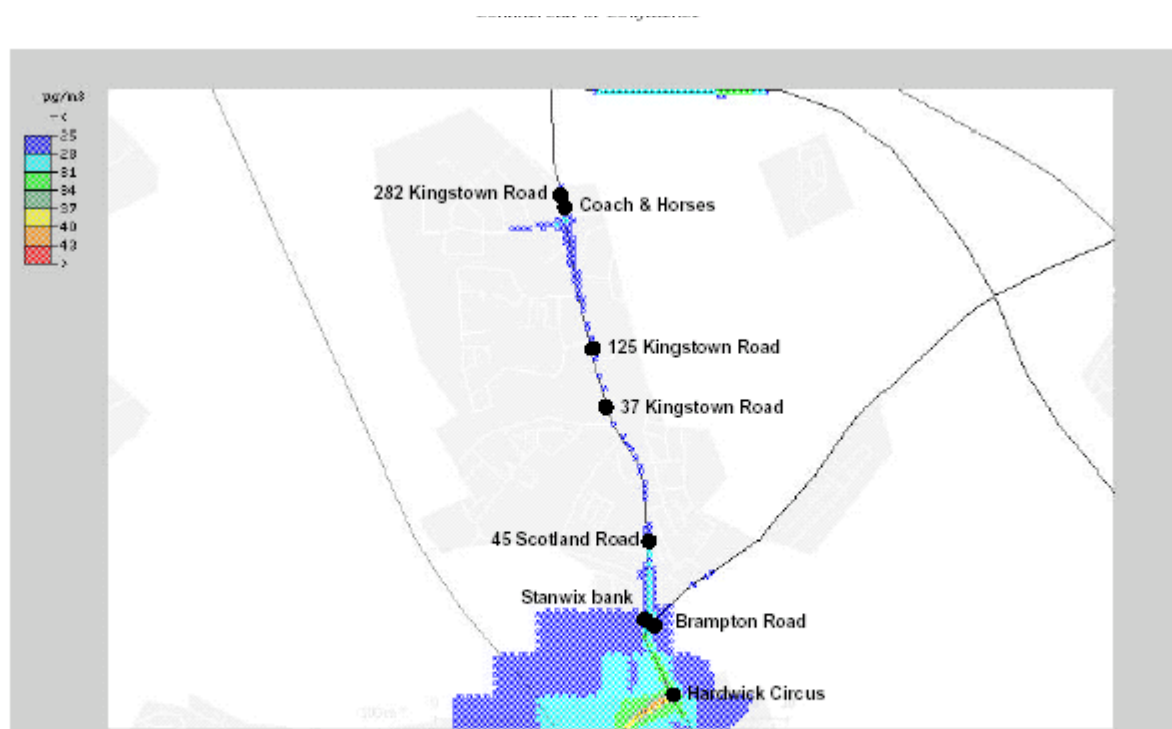 µg/m3
-<
25
28
31
34
37
40
43
>
282 Kingstown Road
Coach & Horses
125 Kingstown Road
37 Kingstown Road
45 Scotland Road
Stanwix bank
Brampton Road
Hardwick Circus